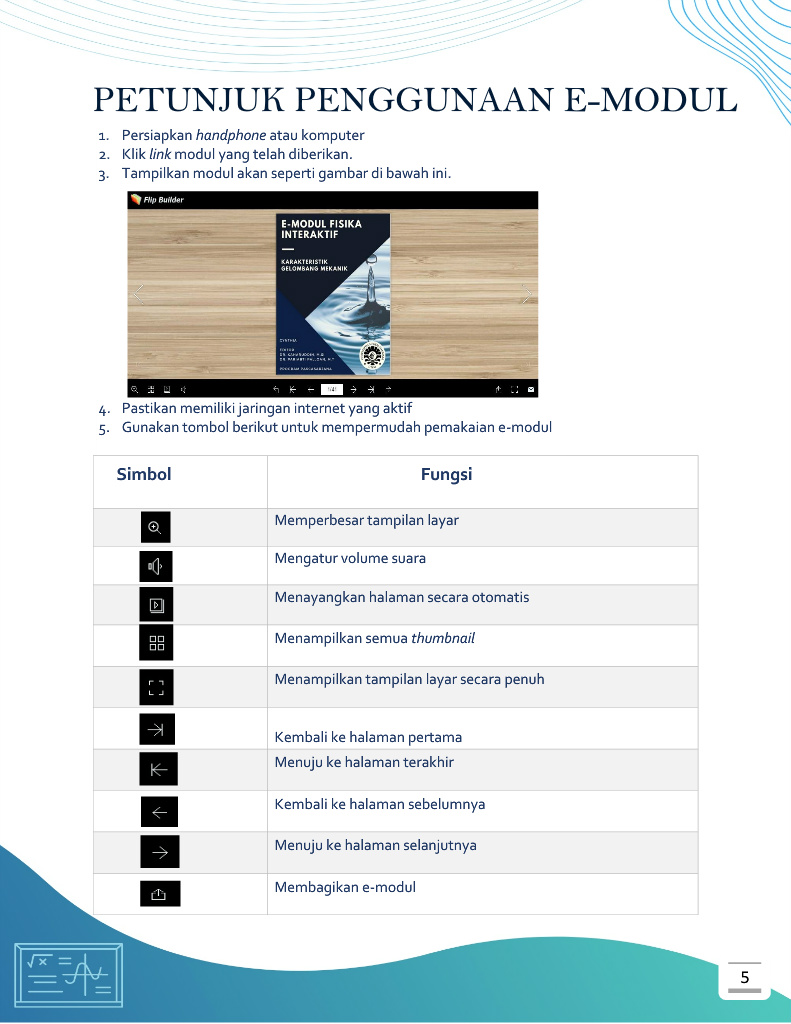 PETUNJUK PENGGUNAAN E-MODUL
1. Persiapkan handphone atau komputer
2. Klik link modul yang telah diberikan.
3. Tampilkan modul akan seperti gambar di bawah ini.
Flip Builder
E-MODUL FISIKA
INTERAKTIF
KARAKTERISTIK
GELOMBANG MEKANIK
CYNTHIA
EDITOR
PROGRAM PASCASARJANA
4. Pastikan memiliki jaringan internet yang aktif
5. Gunakan tombol berikut untuk mempermudah pemakaian e-modul
Simbol Fungsi
Memperbesar tampilan layar
Mengatur volume suara
Menayangkan halaman secara otomatis
Menampilkan semua thumbnail
Menampilkan tampilan layar secara penuh
Kembali ke halaman pertama
Menuju ke halaman terakhir
Kembali ke halaman sebelumnya
Menuju ke halaman selanjutnya
Membagikan e-modul
√x
5